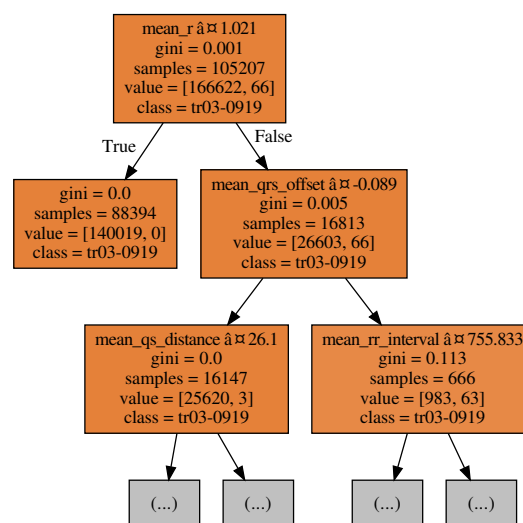 mean_r â¤ 1.021
gini = 0.001
samples = 105207
value = [166622, 66]
class = tr03-0919
True
False
gini = 0.0
samples = 88394
value = [140019, 0]
class = tr03-0919
mean_qrs_offset â¤ -0.089
gini = 0.005
samples = 16813
value = [26603, 66]
class = tr03-0919
mean_qs_distance â¤ 26.1
gini = 0.0
samples = 16147
value = [25620, 3]
class = tr03-0919
mean_rr_interval â¤ 755.833
gini = 0.113
samples = 666
value = [983, 63]
class = tr03-0919
(...)
(...)
(...)
(...)